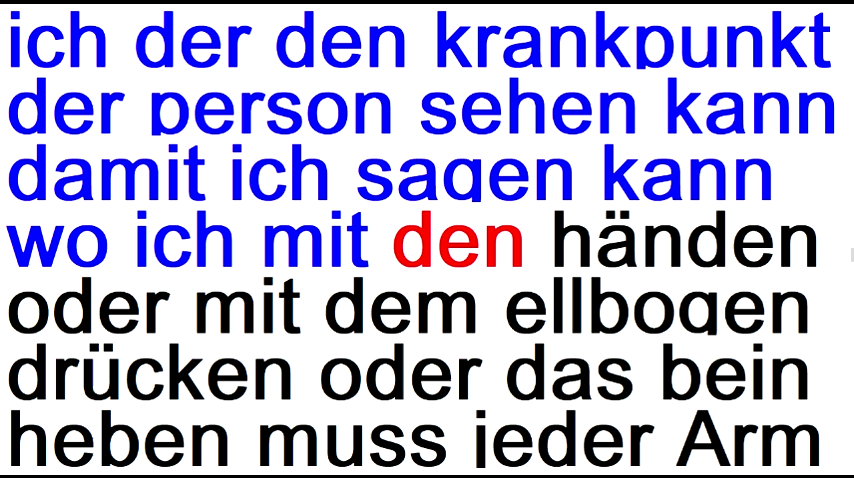 ich der den krankpunkt
der person sehen kann
damit ich sagen kann
wo ich mit den händen
oder mit dem ellbogen
drücken oder das bein
heben muss jeder Arm